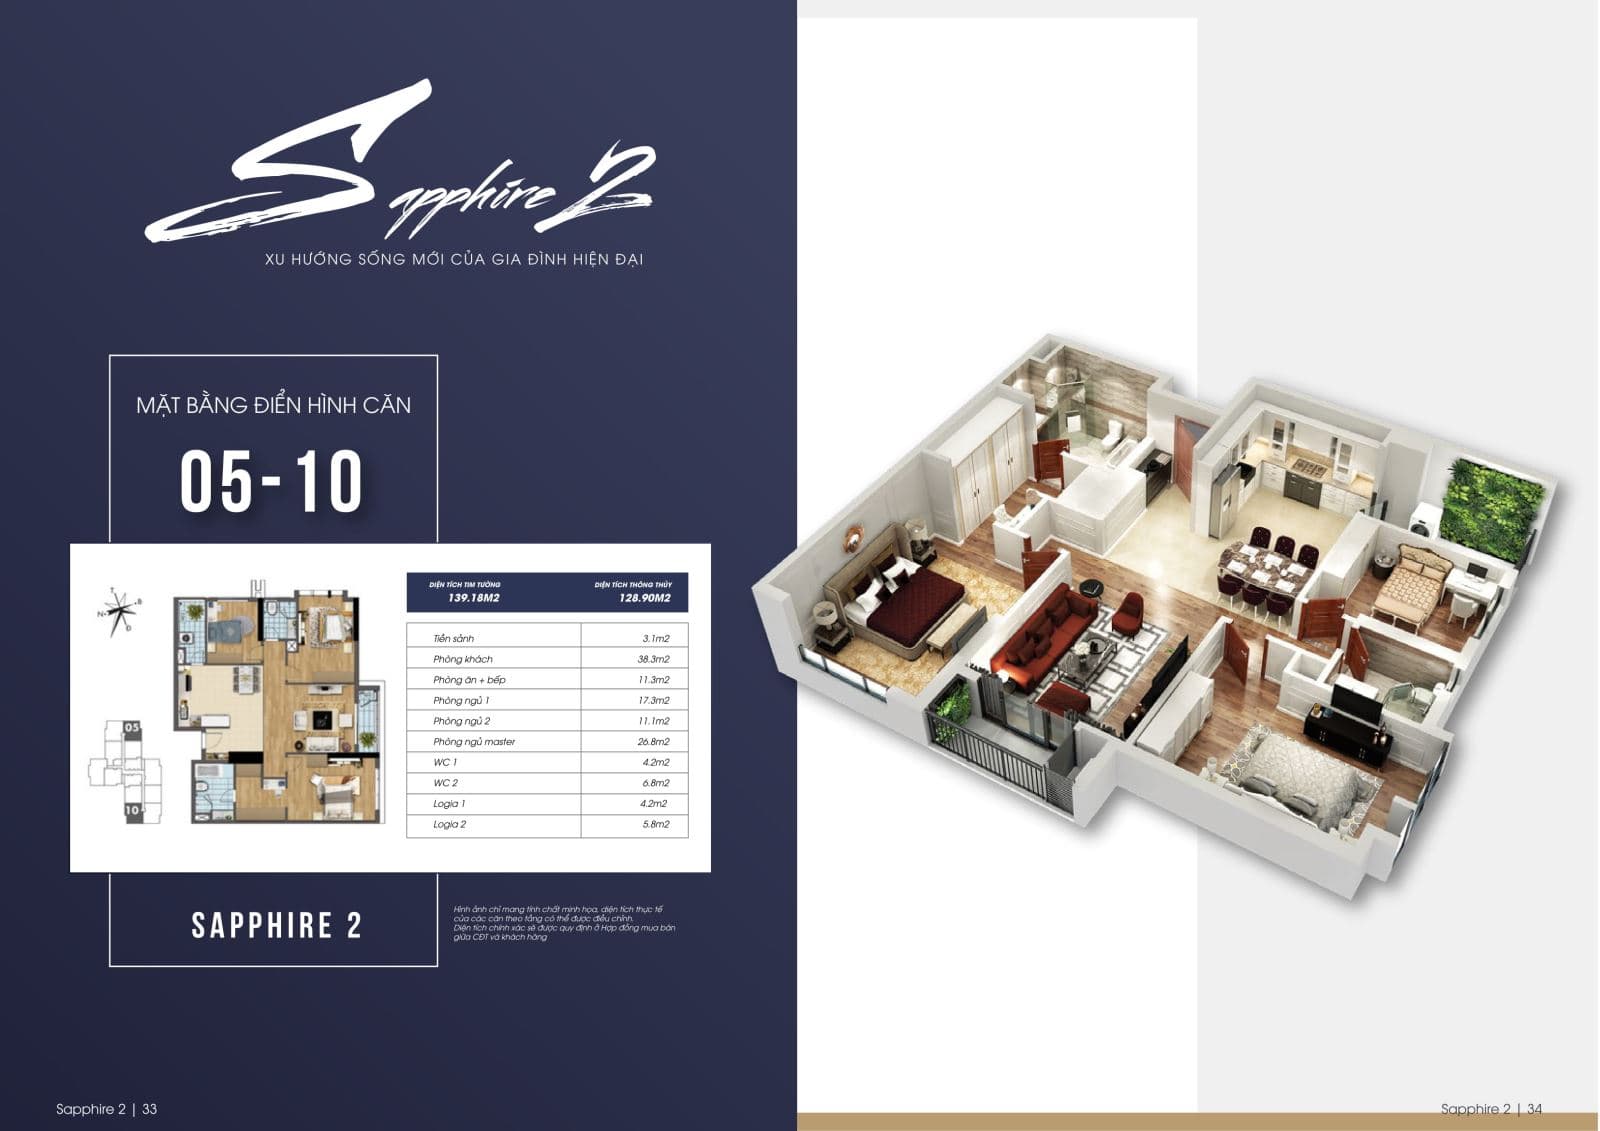 Sapphire 2
XU HƯỚNG SỐNG MỚI CỦA GIA ĐÌNH HIỆN ĐẠI
MẶT BẰNG ĐIỂN HÌNH CĂN
05-10
DIỆN TÍCH TIM TƯỜNG DIỆN TÍCH THÔNG THỦY
139.18M2 128.90M2
Tiền sảnh 3.1m2
Phòng khách 38.3m2
Phòng ăn + bếp 11.3m2
Phòng ngủ 1 17.3m2
Phòng ngủ 2 11.1m2
Phòng ngủ master 26.8m2
WC 1 4.2m2
WC 2 6.8m2
Logia 1 4.2m2
Logia 2 5.8m2
T
B
N
Đ
05
10
SAPPHIRE 2
Hình ảnh chỉ mang tính chất minh họa, diện tích thực tế
của các căn theo tầng có thể được điều chỉnh.
Diện tích chính xác sẽ được quy định ở Hợp đồng mua bán
giữa CĐT và khách hàng
Sapphire 2 | 33
Sapphire 2 | 34